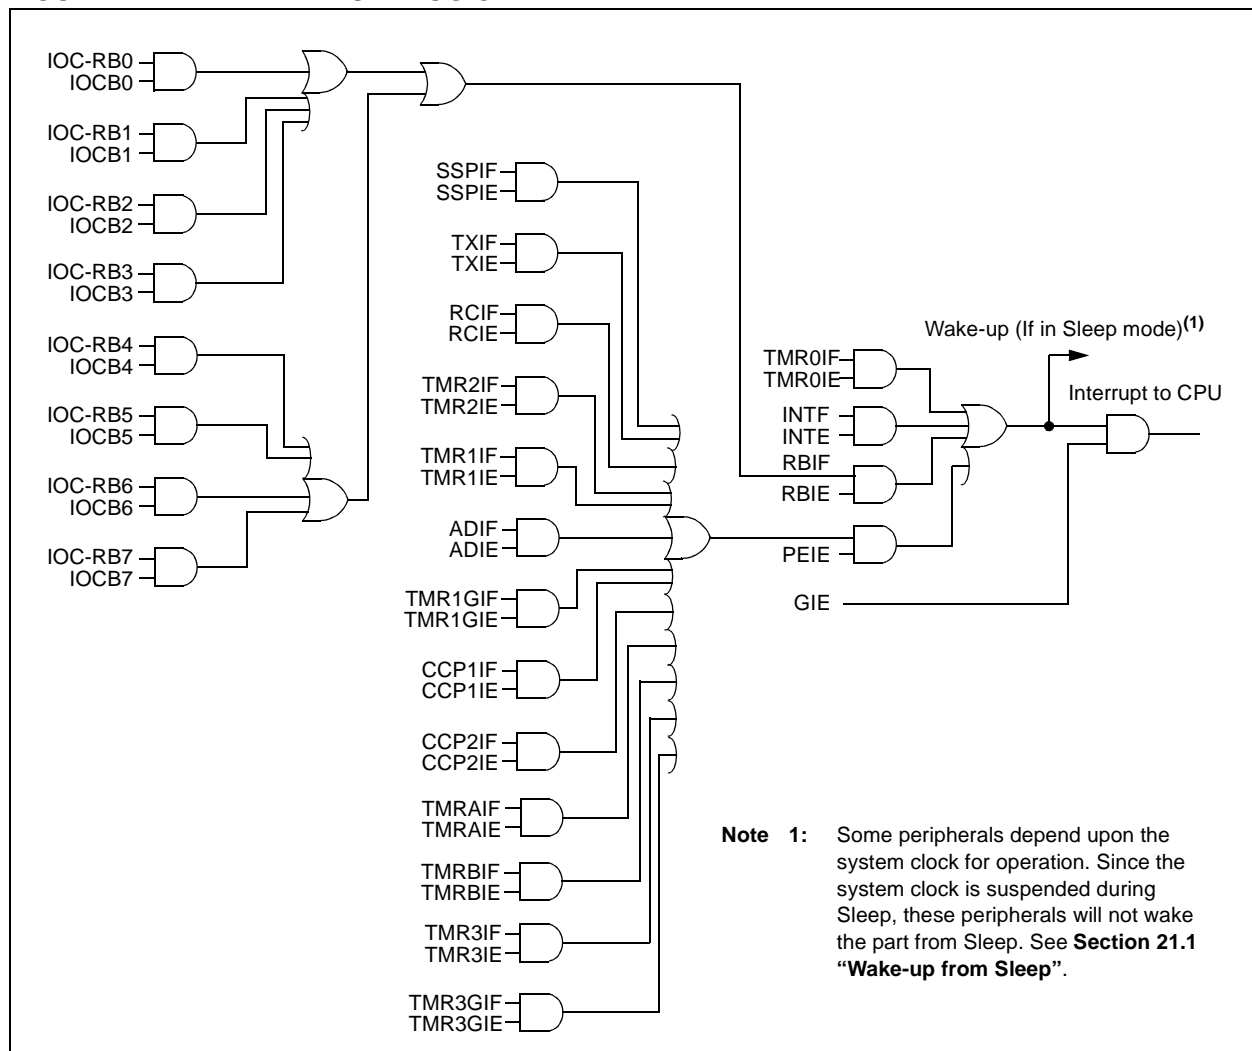 IOC-RB0
IOCB0
IOC-RB1
IOCB1
IOC-RB2
IOCB2
IOC-RB3
IOCB3
IOC-RB4
IOCB4
IOC-RB5
IOCB5
IOC-RB6
IOCB6
IOC-RB7
IOCB7
SSPIF
SSPIE
TXIF
TXIE
RCIF
RCIE
TMR2IF
TMR2IE
TMR1IF
TMR1IE
ADIF
ADIE
TMR1GIF
TMR1GIE
CCP1IF
CCP1IE
CCP2IF
CCP2IE
TMRAIF
TMRAIE
TMRBIF
TMRBIE
TMR3IF
TMR3IE
TMR3GIF
TMR3GIE
Wake-up (If in Sleep mode)(1)
TMR0IF
TMR0IE
Interrupt to CPU
INTF
INTE
RBIF
RBIE
PEIE
GIE
Note 1: Some peripherals depend upon the
system clock for operation. Since the
system clock is suspended during
Sleep, these peripherals will not wake
the part from Sleep. See Section 21.1
“Wake-up from Sleep”.